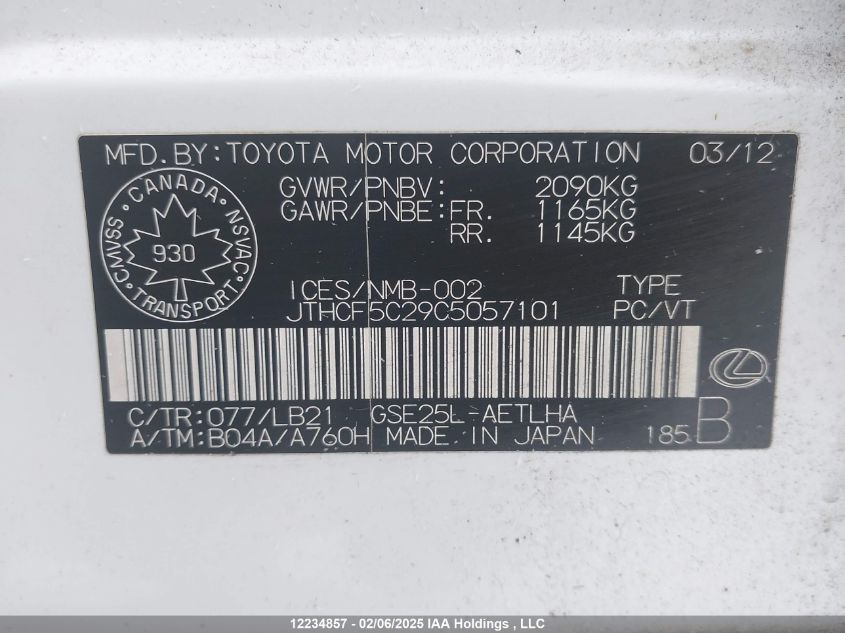 MFD. BY: TOYOTA MOTOR CORPORATION 03/12
GVWR/PNBV: 2090KG
GAWR/PNBE: FR. 1165KG
RR. 1145KG
CANADA
CMVSS 930 NSVAC
TRANSPORT
ICES/NMB-002 TYPE
JTHCF5C29C5057101 PC/VT
C/TR: 077/LB21 GSE25L-AETLHA
A/TM: B04A/A760H MADE IN JAPAN 185 B
12234857 - 02/06/2025 IAA Holdings , LLC